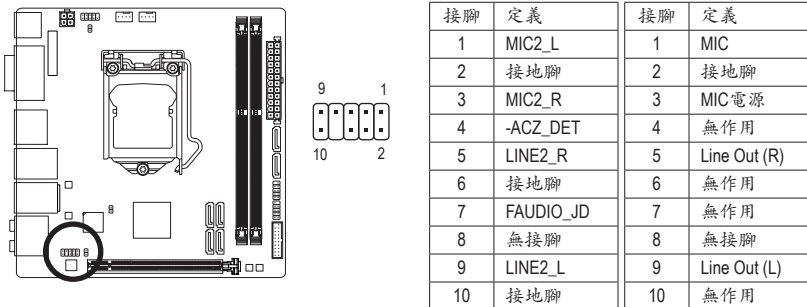 9 1
10 2
接腳 定義
1 MIC2_L
2 接地腳
3 MIC2_R
4 -ACZ_DET
5 LINE2_R
6 接地腳
7 FAUDIO_JD
8 無接腳
9 LINE2_L
10 接地腳
接腳 定義
1 MIC
2 接地腳
3 MIC電源
4 無作用
5 Line Out (R)
6 無作用
7 無作用
8 無接腳
9 Line Out (L)
10 無作用